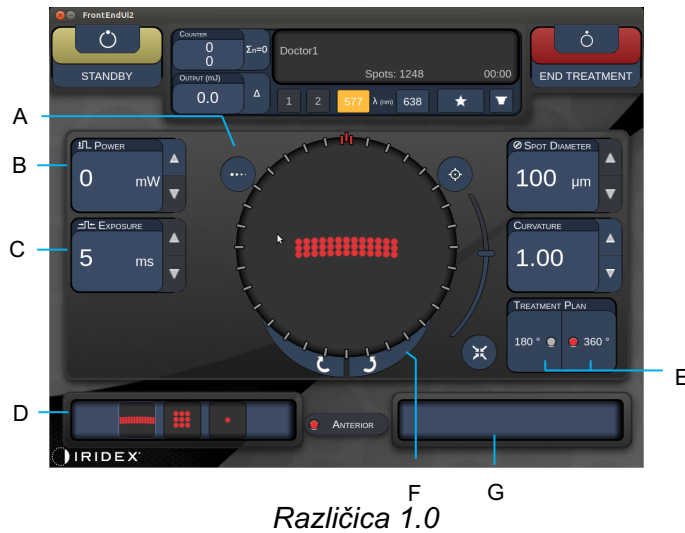 FrontEndUi2
STANDBY
Counter
0
0
Σn=0
Output (mJ)
0.0
Δ
Doctor1
Spots: 1248
00:00
1
2
577
λ (nm)
638
END TREATMENT
A
B
Power
0
mW
C
Exposure
5
ms
Spot Diameter
100
µm
Curvature
1.00
Treatment Plan
180 °
360 °
E
D
Anterior
IRIDEX
F
G
Različica 1.0